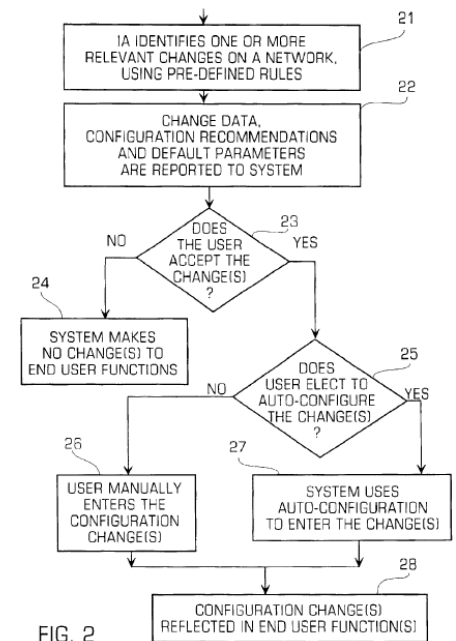 21
IA IDENTIFIES ONE OR MORE
RELEVANT CHANGES ON A NETWORK,
USING PRE-DEFINED RULES
22
CHANGE DATA,
CONFIGURATION RECOMMENDATIONS
AND DEFAULT PARAMETERS
ARE REPORTED TO SYSTEM
23
DOES
THE USER
ACCEPT THE
CHANGE(S)
?
NO
YES
24
SYSTEM MAKES
NO CHANGE(S) TO
END USER FUNCTIONS
25
DOES
USER ELECT TO
AUTO-CONFIGURE
THE CHANGE(S)
?
NO
YES
26
USER MANUALLY
ENTERS THE
CONFIGURATION
CHANGE(S)
27
SYSTEM USES
AUTO-CONFIGURATION
TO ENTER THE CHANGE(S)
28
CONFIGURATION CHANGE(S)
REFLECTED IN END USER FUNCTION(S)
FIG. 2